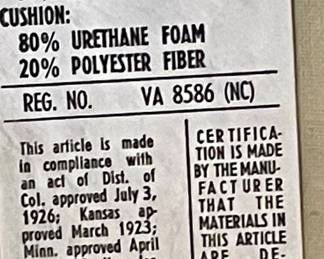 CUSHION:
80% URETHANE FOAM
20% POLYESTER FIBER
REG. NO. VA 8586 (NC)
This article is made
in compliance with
an act of Dist. of
Col. approved July 3,
1926; Kansas ap-
proved March 1923;
Minn. approved April
CERTIFICA-
TION IS MADE
BY THE MANU-
FACTURER
THAT THE
MATERIALS IN
THIS ARTICLE
ARE DE-